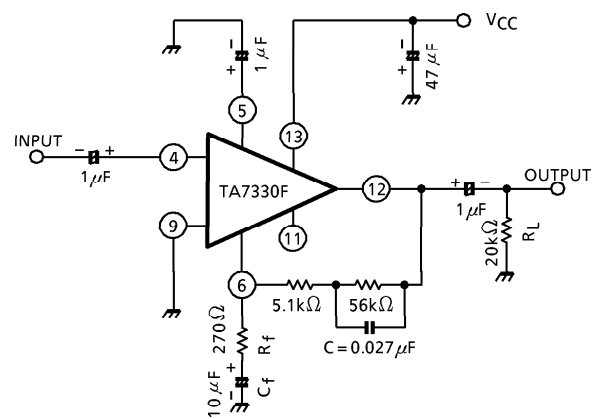 VCC
− + 1μF
− + 47μF
5
13
INPUT
− +
1μF
4
TA7330F
12
+ −
1μF
OUTPUT
20kΩ RL
9
11
6
5.1kΩ
56kΩ
C=0.027μF
270Ω Rf
10μF + − Cf